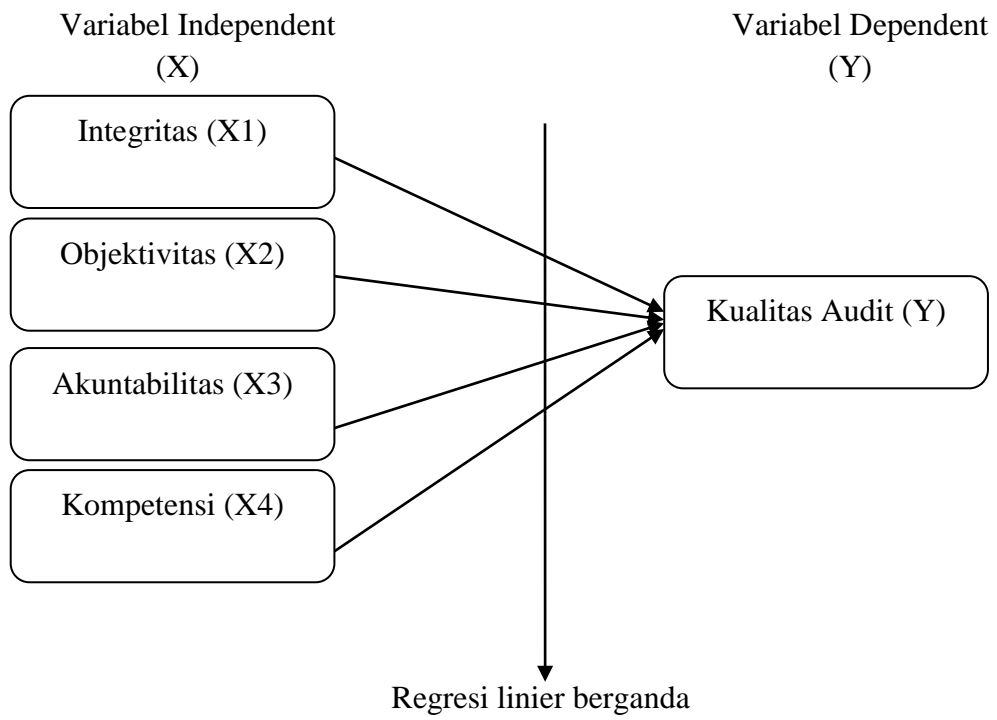 Variabel Independent
(X)
Variabel Dependent
(Y)
Integritas (X1)
Objektivitas (X2)
Akuntabilitas (X3)
Kompetensi (X4)
Kualitas Audit (Y)
Regresi linier berganda